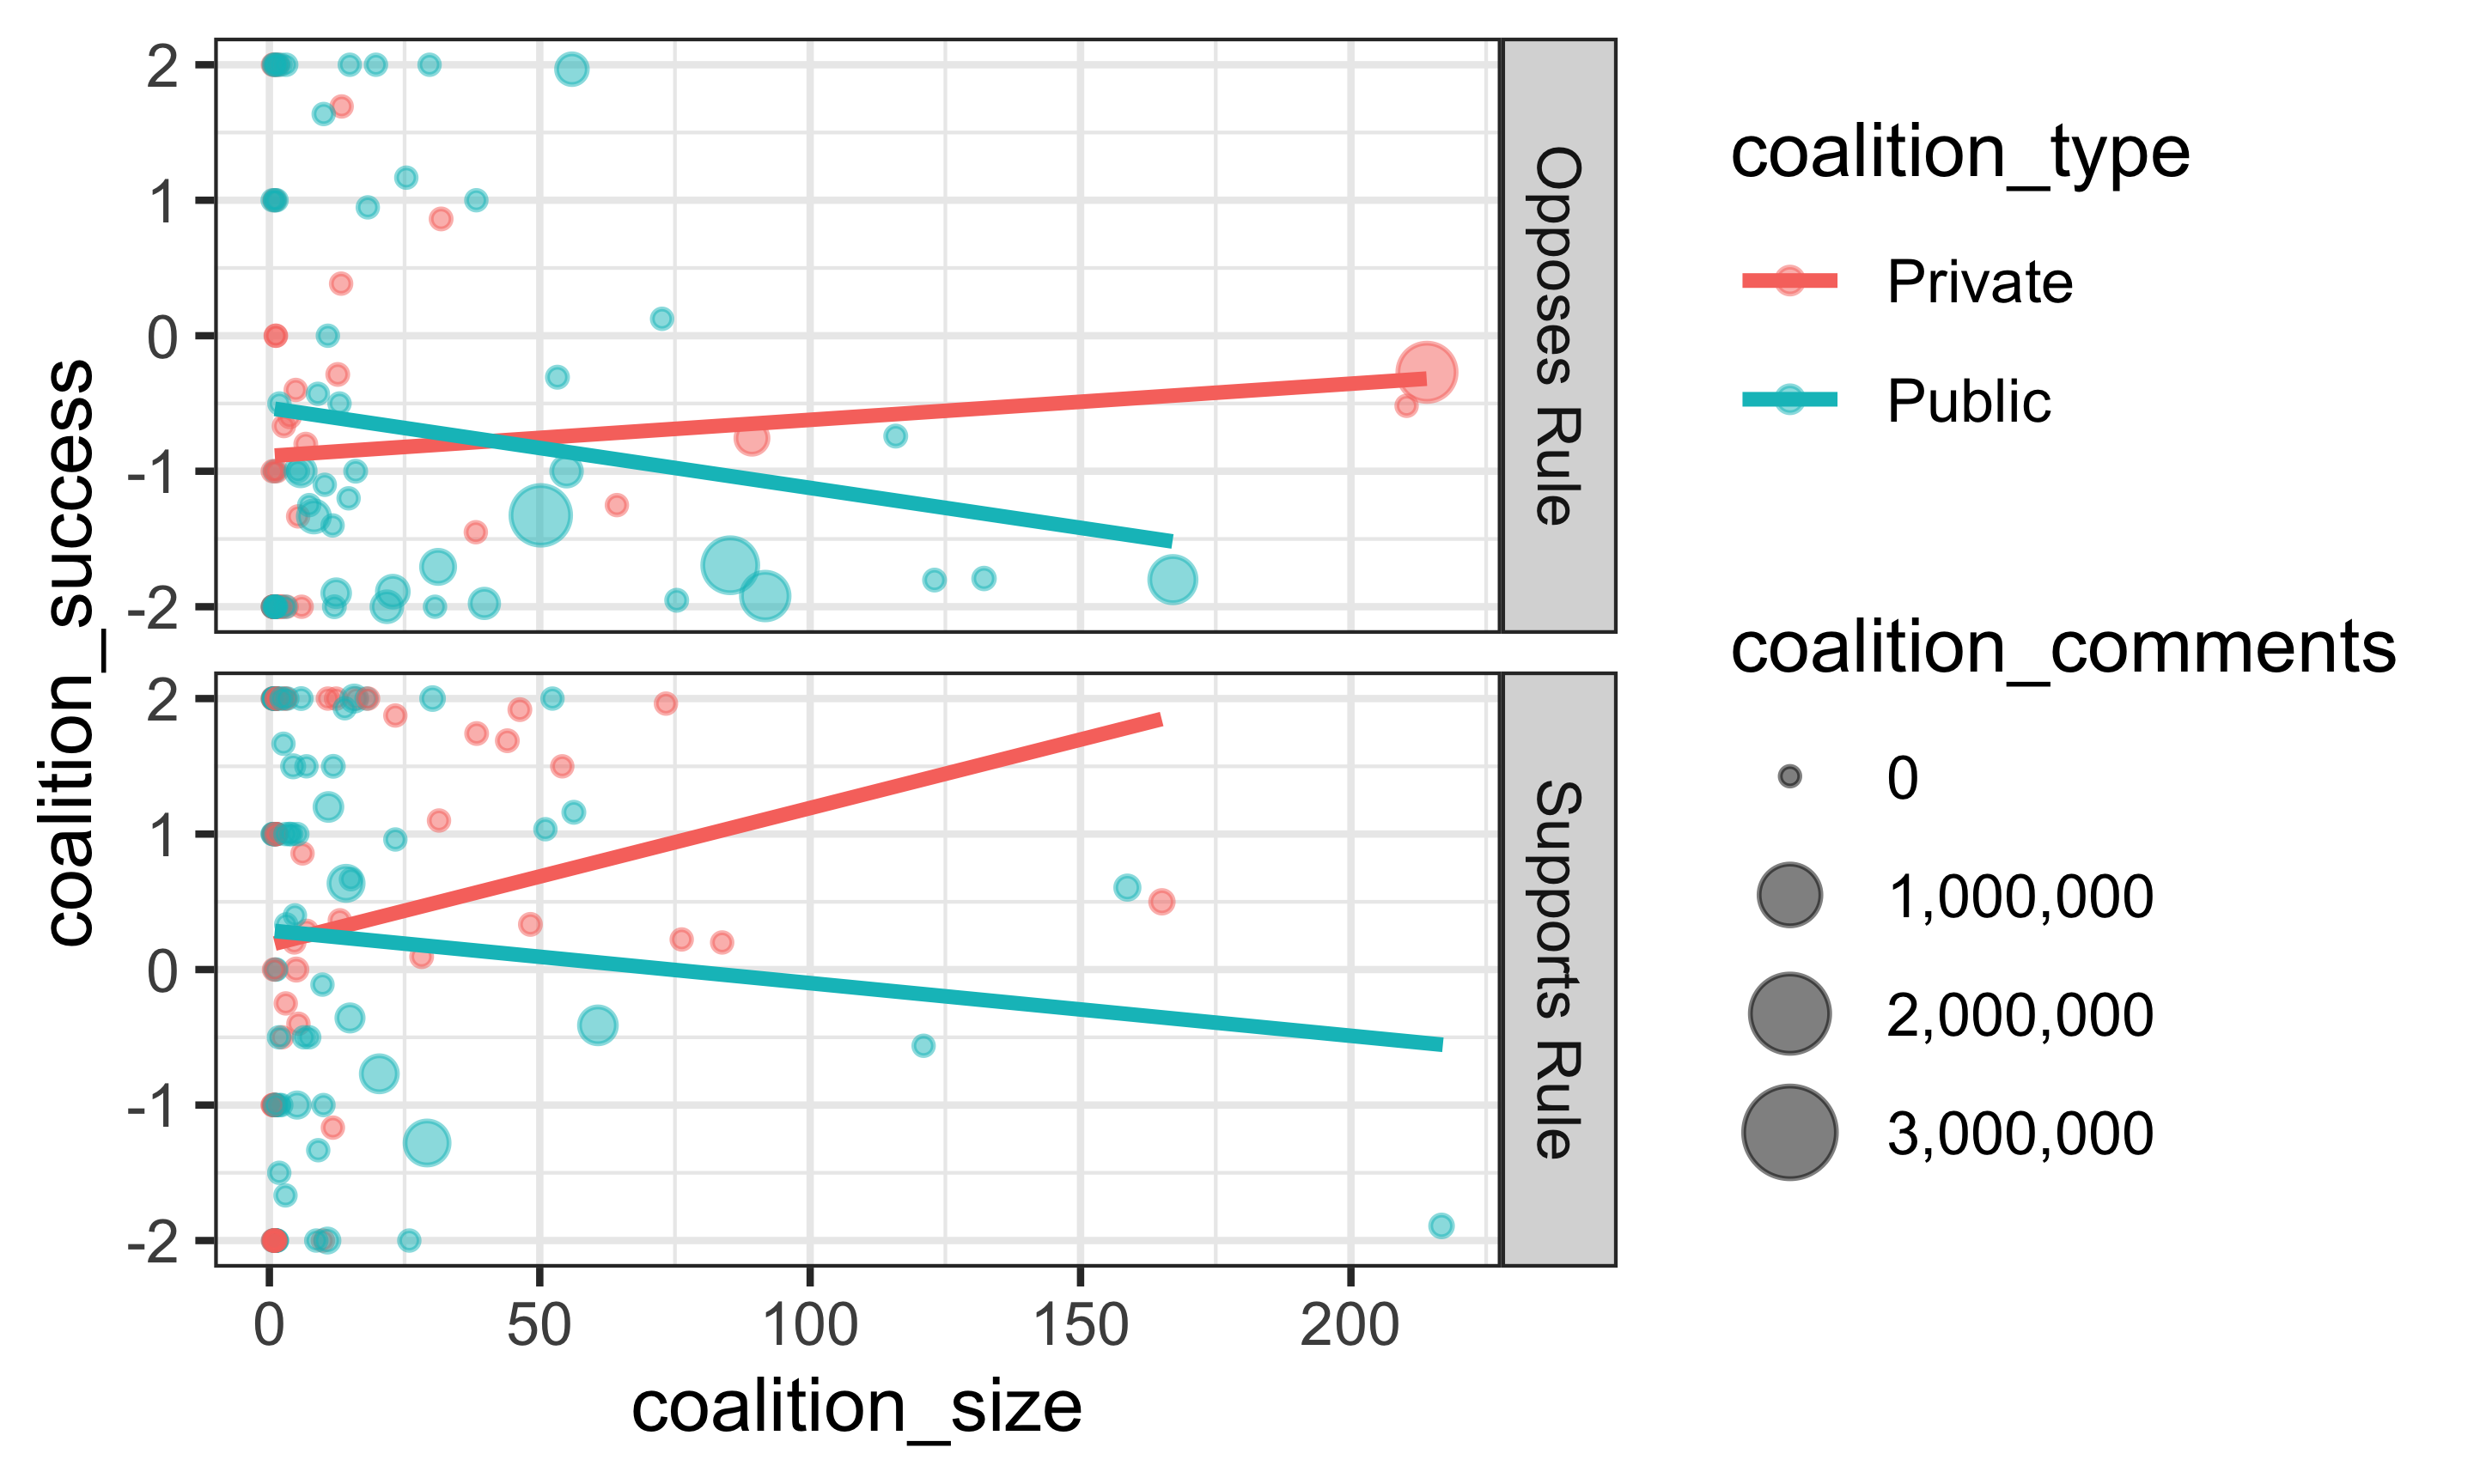 coalition_success
2
1
0
-1
-2
Opposes Rule
2
1
0
-1
-2
Supports Rule
0 50 100 150 200
coalition_size
coalition_type
Private
Public
coalition_comments
0
1,000,000
2,000,000
3,000,000